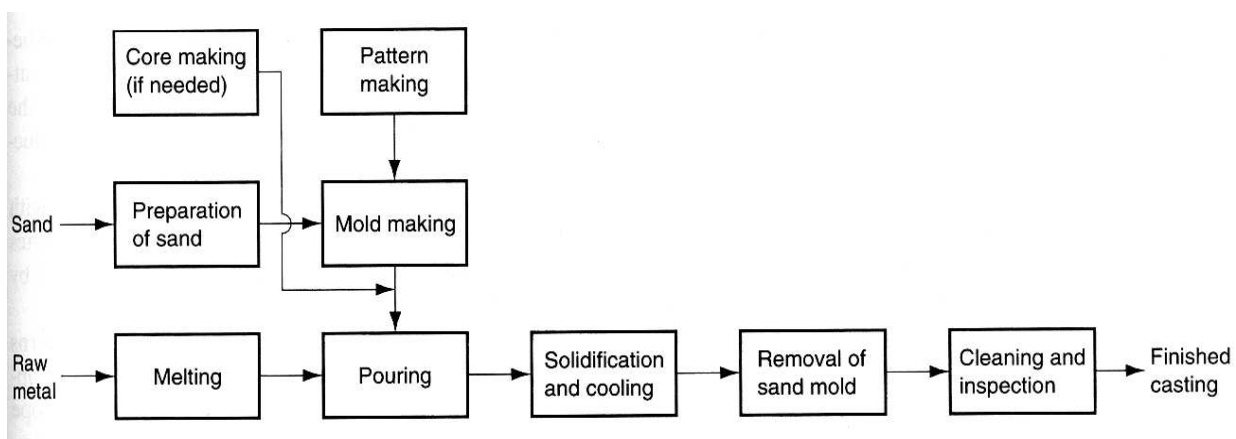 Core making
(if needed)
Pattern
making
Sand
Preparation
of sand
Mold making
Raw
metal
Melting
Pouring
Solidification
and cooling
Removal of
sand mold
Cleaning and
inspection
Finished
casting